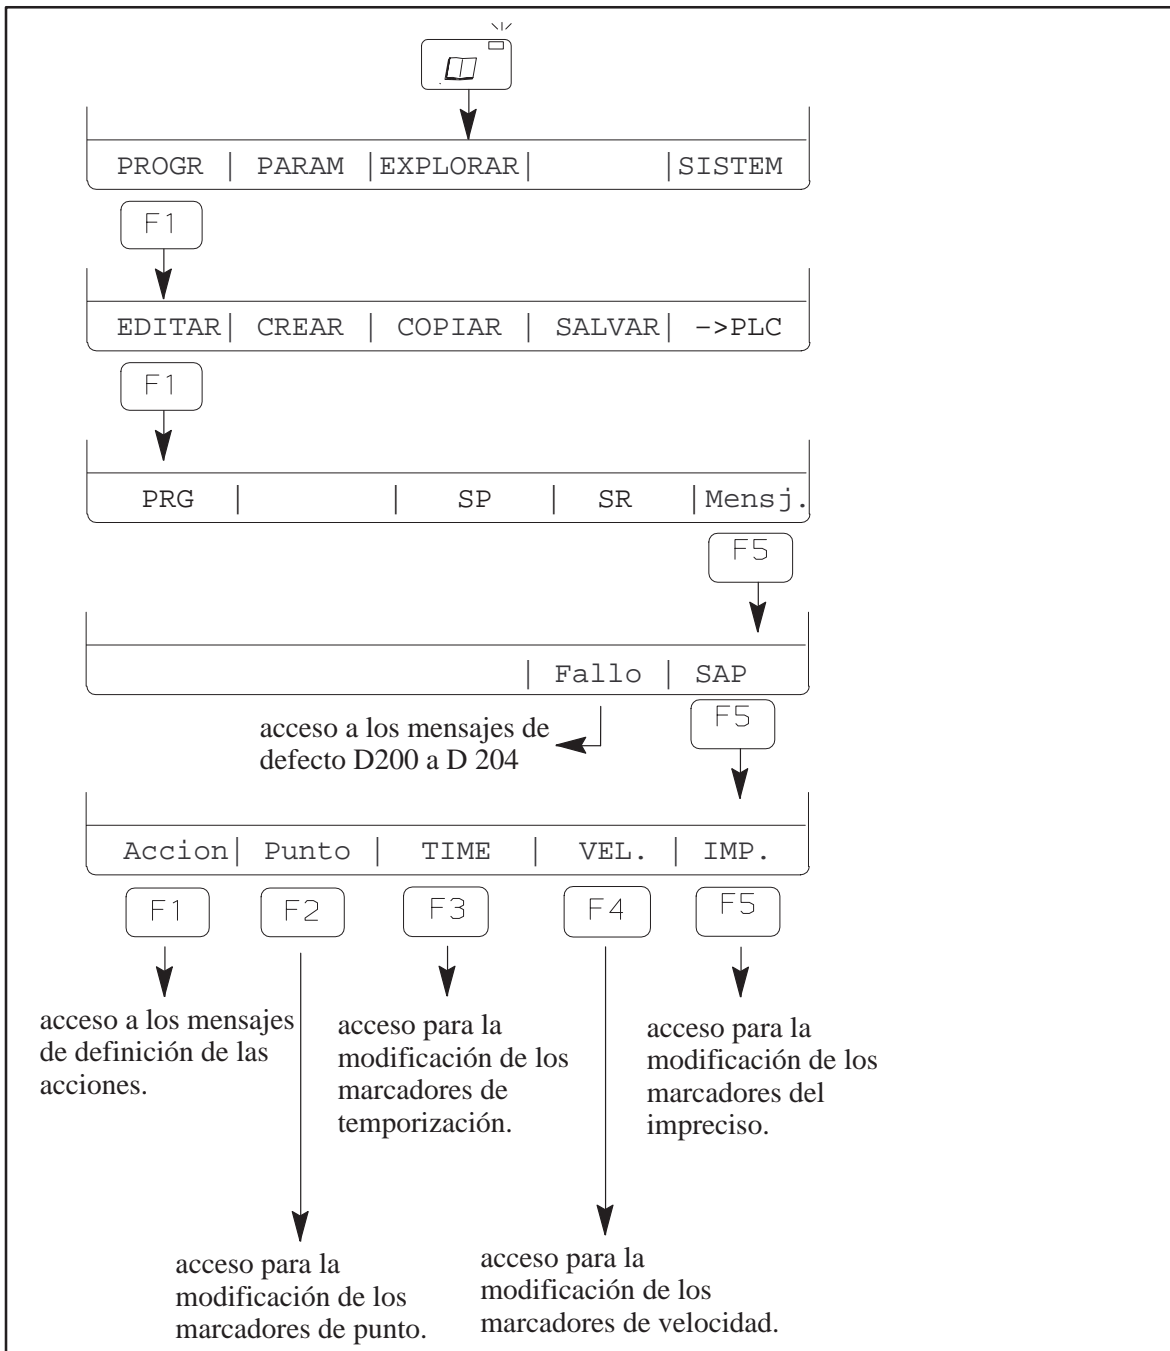 PROGR | PARAM |EXPLORAR| |SISTEM
F1
EDITAR| CREAR | COPIAR | SALVAR| ->PLC
F1
PRG | | SP | SR |Mensj.
F5
| Fallo | SAP
F5
acceso a los mensajes de
defecto D200 a D 204
Accion| Punto | TIME | VEL. | IMP.
F1 F2 F3 F4 F5
acceso a los mensajes
de definición de las
acciones.
acceso para la
modificación de los
marcadores de
temporización.
acceso para la
modificación de los
marcadores del
impreciso.
acceso para la
modificación de los
marcadores de punto.
acceso para la
modificación de los
marcadores de velocidad.